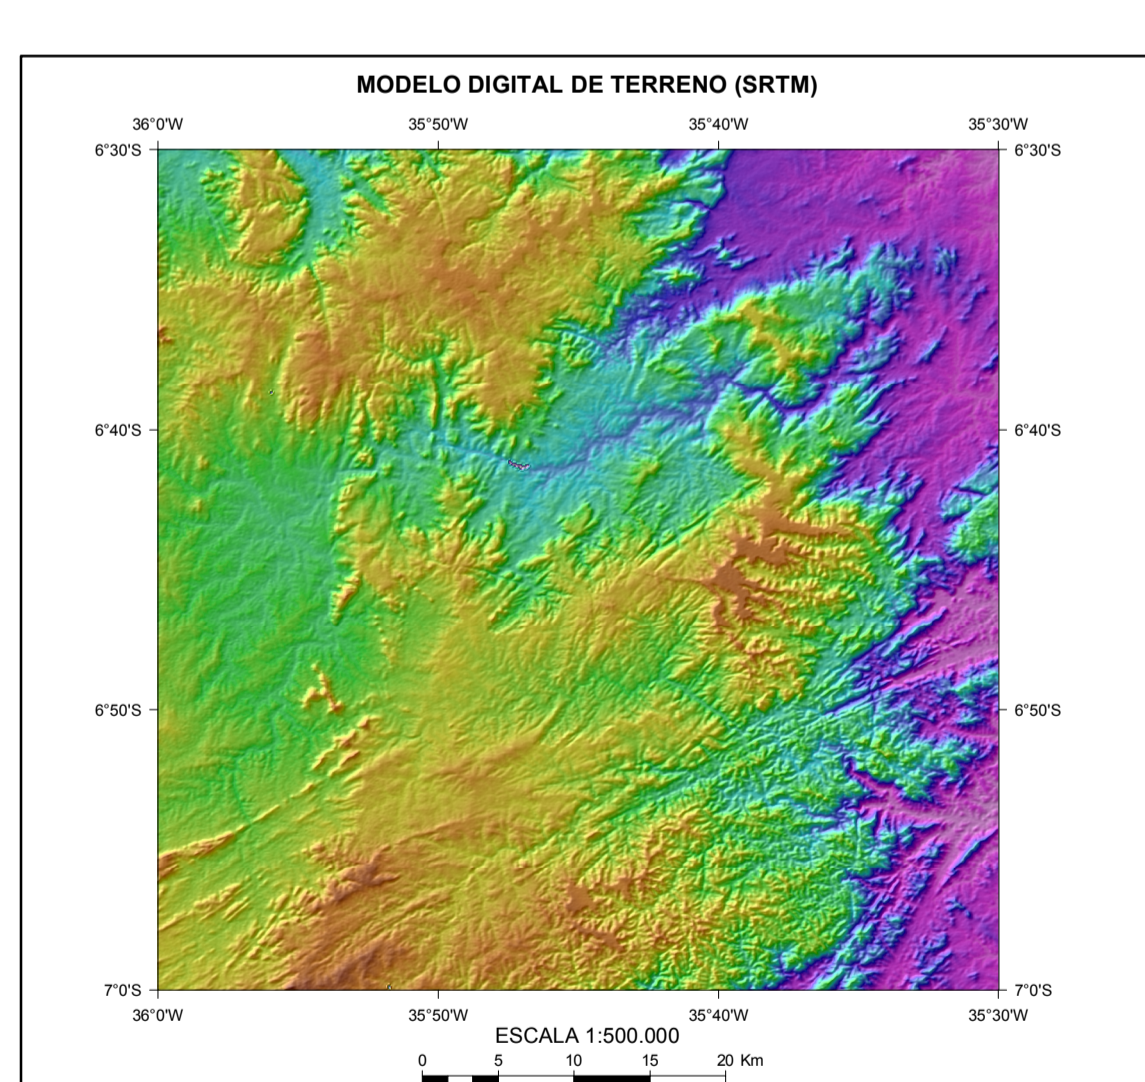 MODELO DIGITAL DE TERRENO (SRTM)
36°0'W 35°50'W 35°40'W 35°30'W
6°30'S 6°30'S
6°40'S 6°40'S
6°50'S 6°50'S
7°0'S 7°0'S
36°0'W 35°50'W 35°40'W 35°30'W
ESCALA 1:500.000
0 5 10 15 20 Km